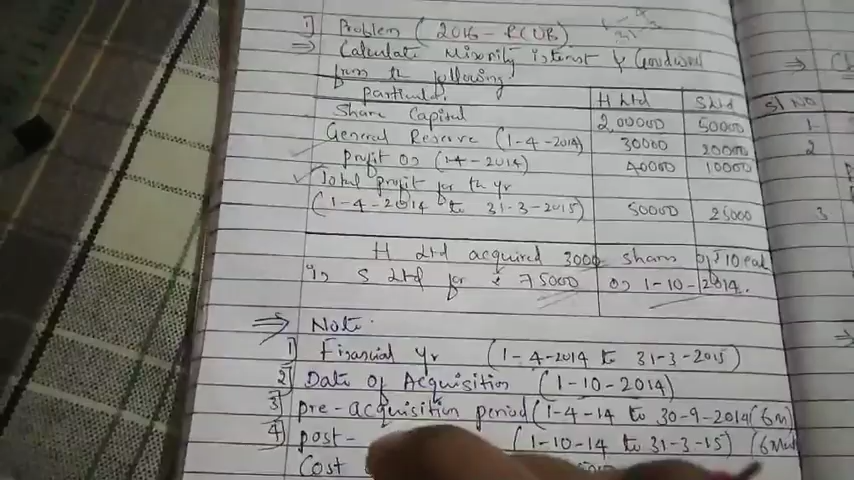 1] Problem (2016 - RCUB)
⇒ Calculate Minority interest & Goodwill
from the following
particulars. H Ltd S Ltd
Share Capital 2,00000 50000
General Reserve (1-4-2014) 30000 20000
profit on (1-4-2014) 40000 10000
Total profit for th yr
(1-4-2014 to 31-3-2015) 50000 25000
H Ltd acquired 3000 shares of ₹10 each
in S Ltd for ₹ 75000 on 1-10-2014.
⇒ Note:
1] Financial yr (1-4-2014 to 31-3-2015)
2] Date of Acquisition (1-10-2014)
3] pre-acquisition period (1-4-14 to 30-9-2014 (6m)
4] post- (1-10-14 to 31-3-15) (6
Cost
⇒
Sl No
1
2
3
⇒